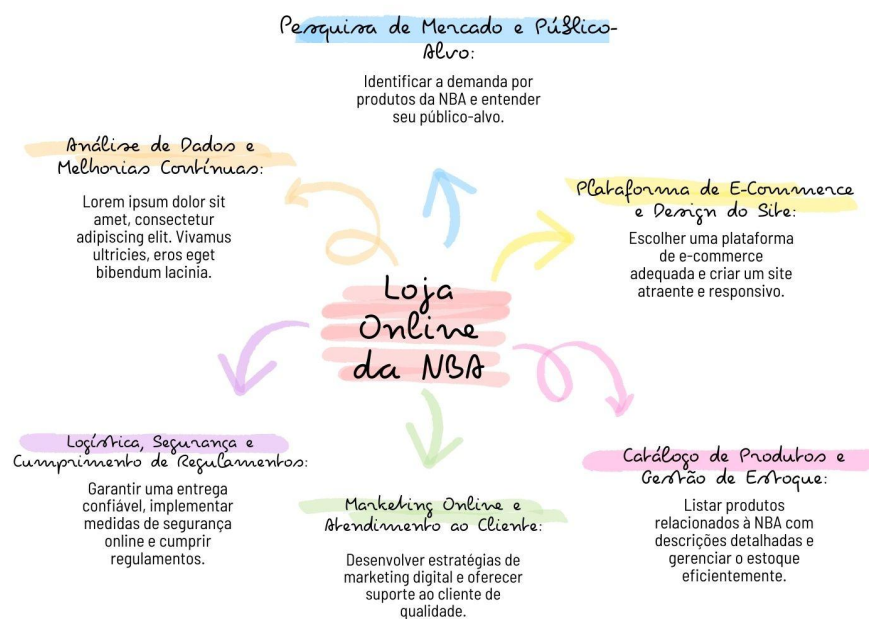 Pesquisa de Mercado e Público-
Alvo:
Identificar a demanda por
produtos da NBA e entender
seu público-alvo.
Análise de Dados e
Melhorias Contínuas:
Lorem ipsum dolor sit
amet, consectetur
adipiscing elit. Vivamus
ultricies, eros eget
bibendum lacinia.
Plataforma de E-Commerce
e Design do Site:
Escolher uma plataforma
de e-commerce
adequada e criar um site
atraente e responsivo.
Loja
Online
da NBA
Logística, Segurança e
Cumprimento de Regulamentos:
Garantir uma entrega
confiável, implementar
medidas de segurança
online e cumprir
regulamentos.
Marketing Online e
Atendimento ao Cliente:
Desenvolver estratégias de
marketing digital e oferecer
suporte ao cliente de
qualidade.
Catálogo de Produtos e
Gestão de Estoque:
Listar produtos
relacionados à NBA com
descrições detalhadas e
gerenciar o estoque
eficientemente.